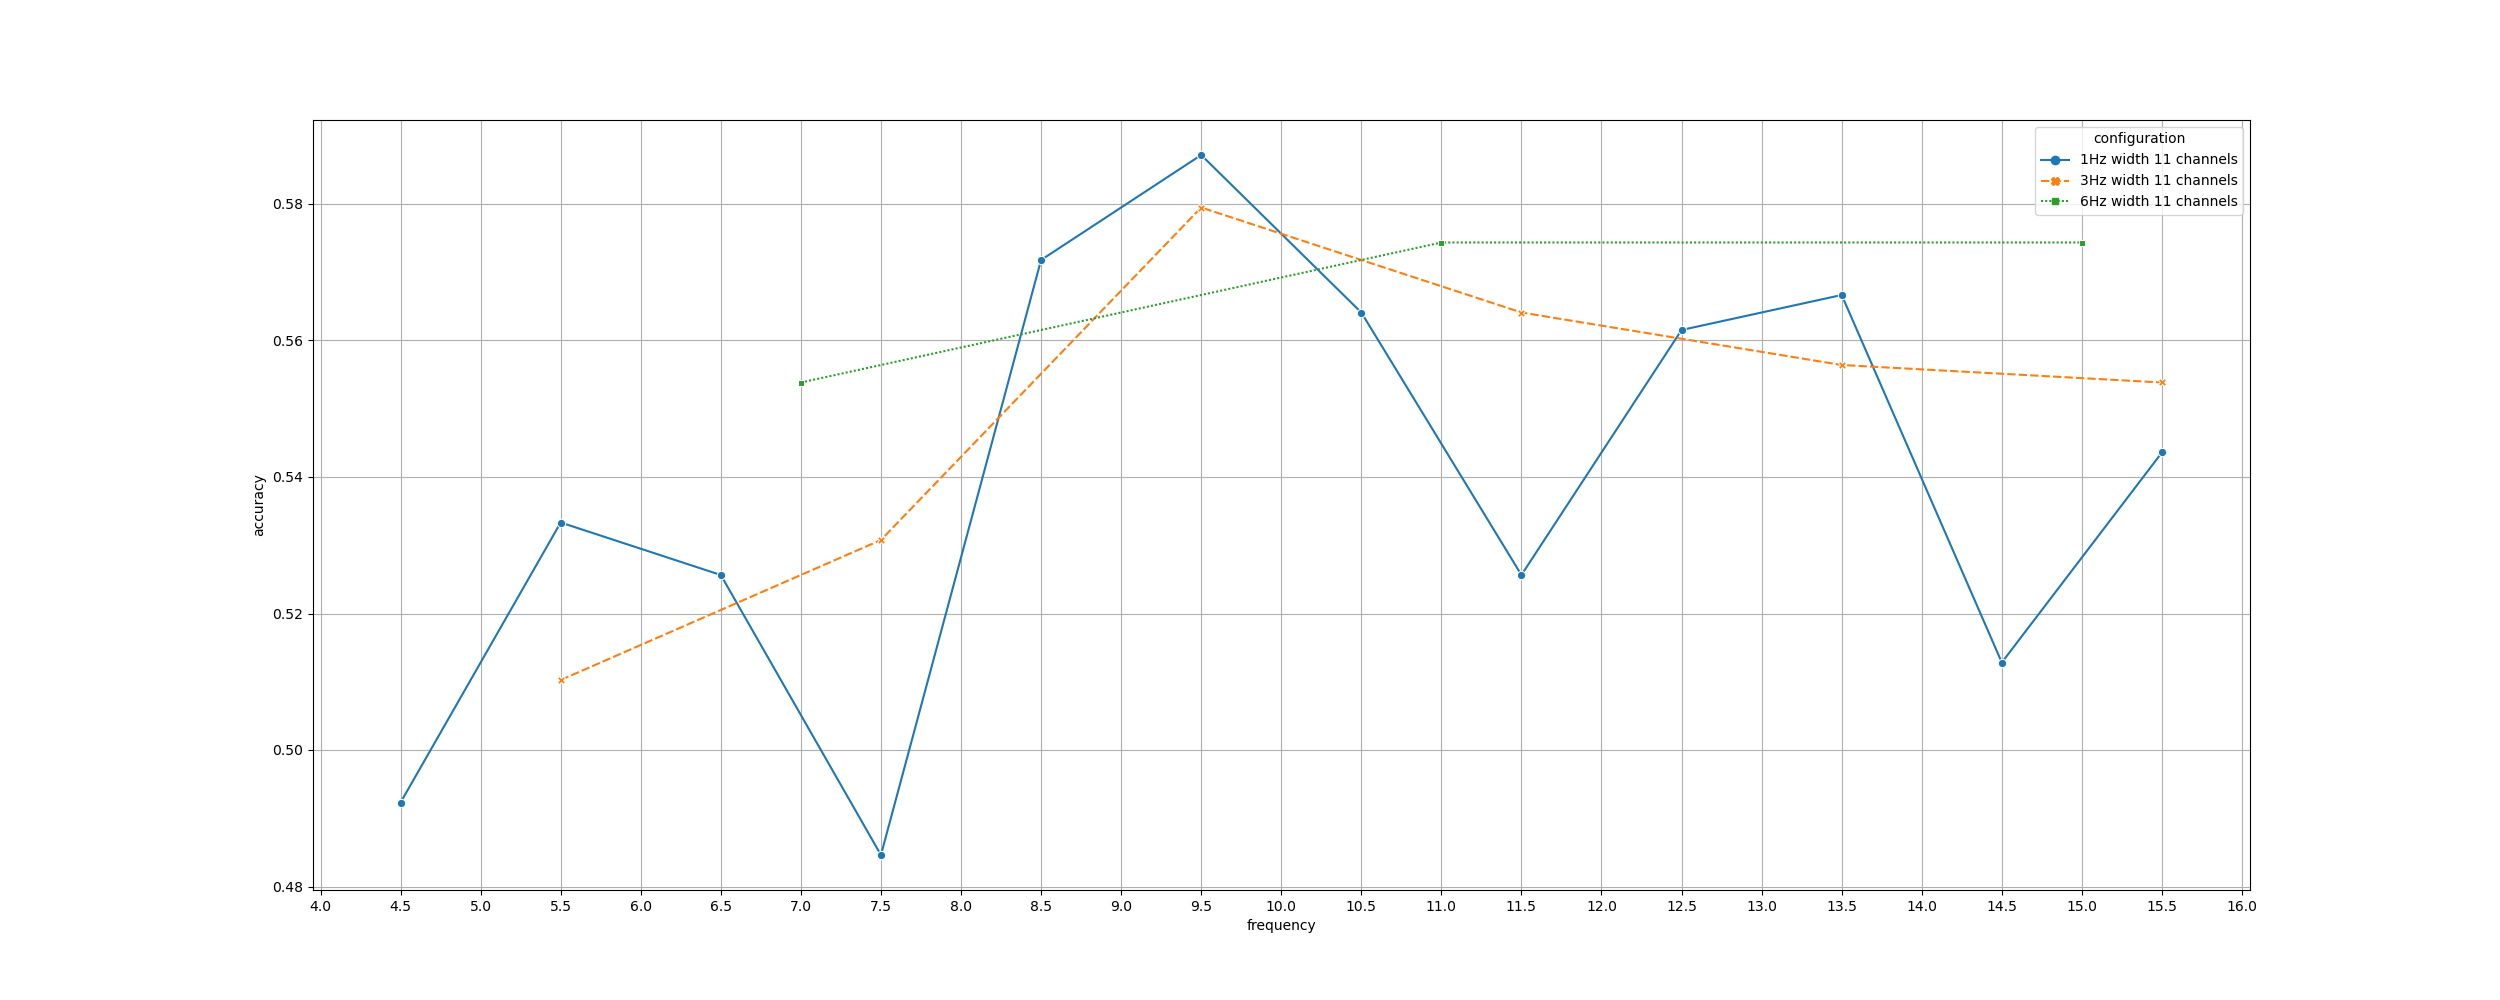 configuration
1Hz width 11 channels
3Hz width 11 channels
6Hz width 11 channels
accuracy
0.58
0.56
0.54
0.52
0.50
0.48
4.0 4.5 5.0 5.5 6.0 6.5 7.0 7.5 8.0 8.5 9.0 9.5 10.0 10.5 11.0 11.5 12.0 12.5 13.0 13.5 14.0 14.5 15.0 15.5 16.0
frequency